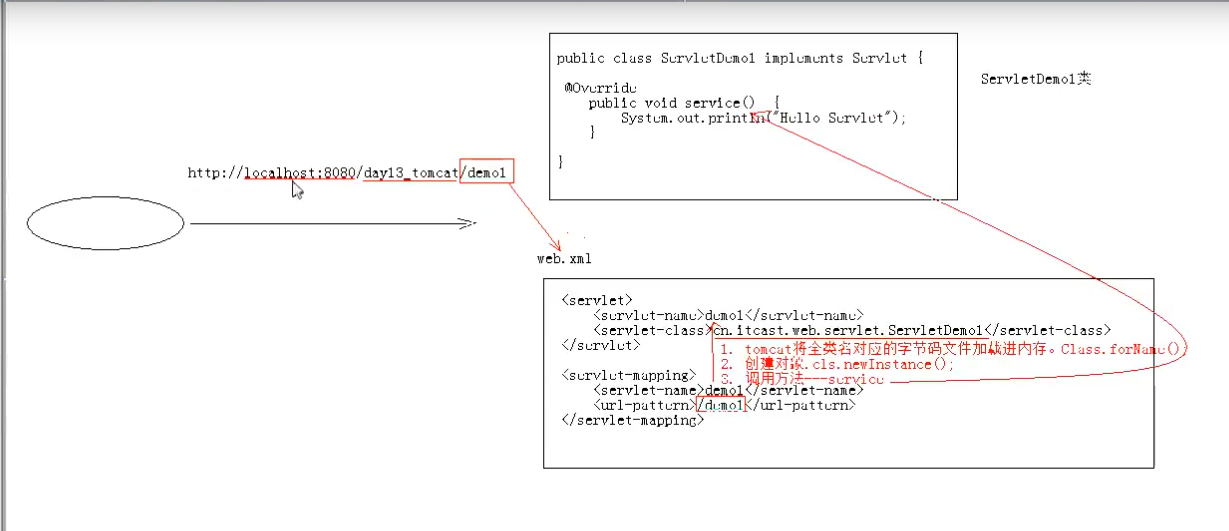 public class ServletDemo1 implements Servlet {
ServletDemo1类
@Override
public void service() {
System.out.println("Hello Servlet");
}
}
http://localhost:8080/day13_tomcat/demo1
web.xml
<servlet>
<servlet-name>demo1</servlet-name>
<servlet-class>cn.itcast.web.servlet.ServletDemo1</servlet-class>
</servlet>
1. tomcat将全类名对应的字节码文件加载进内存。Class.forName();
2. 创建对象.cls.newInstance();
3. 调用方法---service
<servlet-mapping>
<servlet-name>demo1</servlet-name>
<url-pattern>/demo1</url-pattern>
</servlet-mapping>